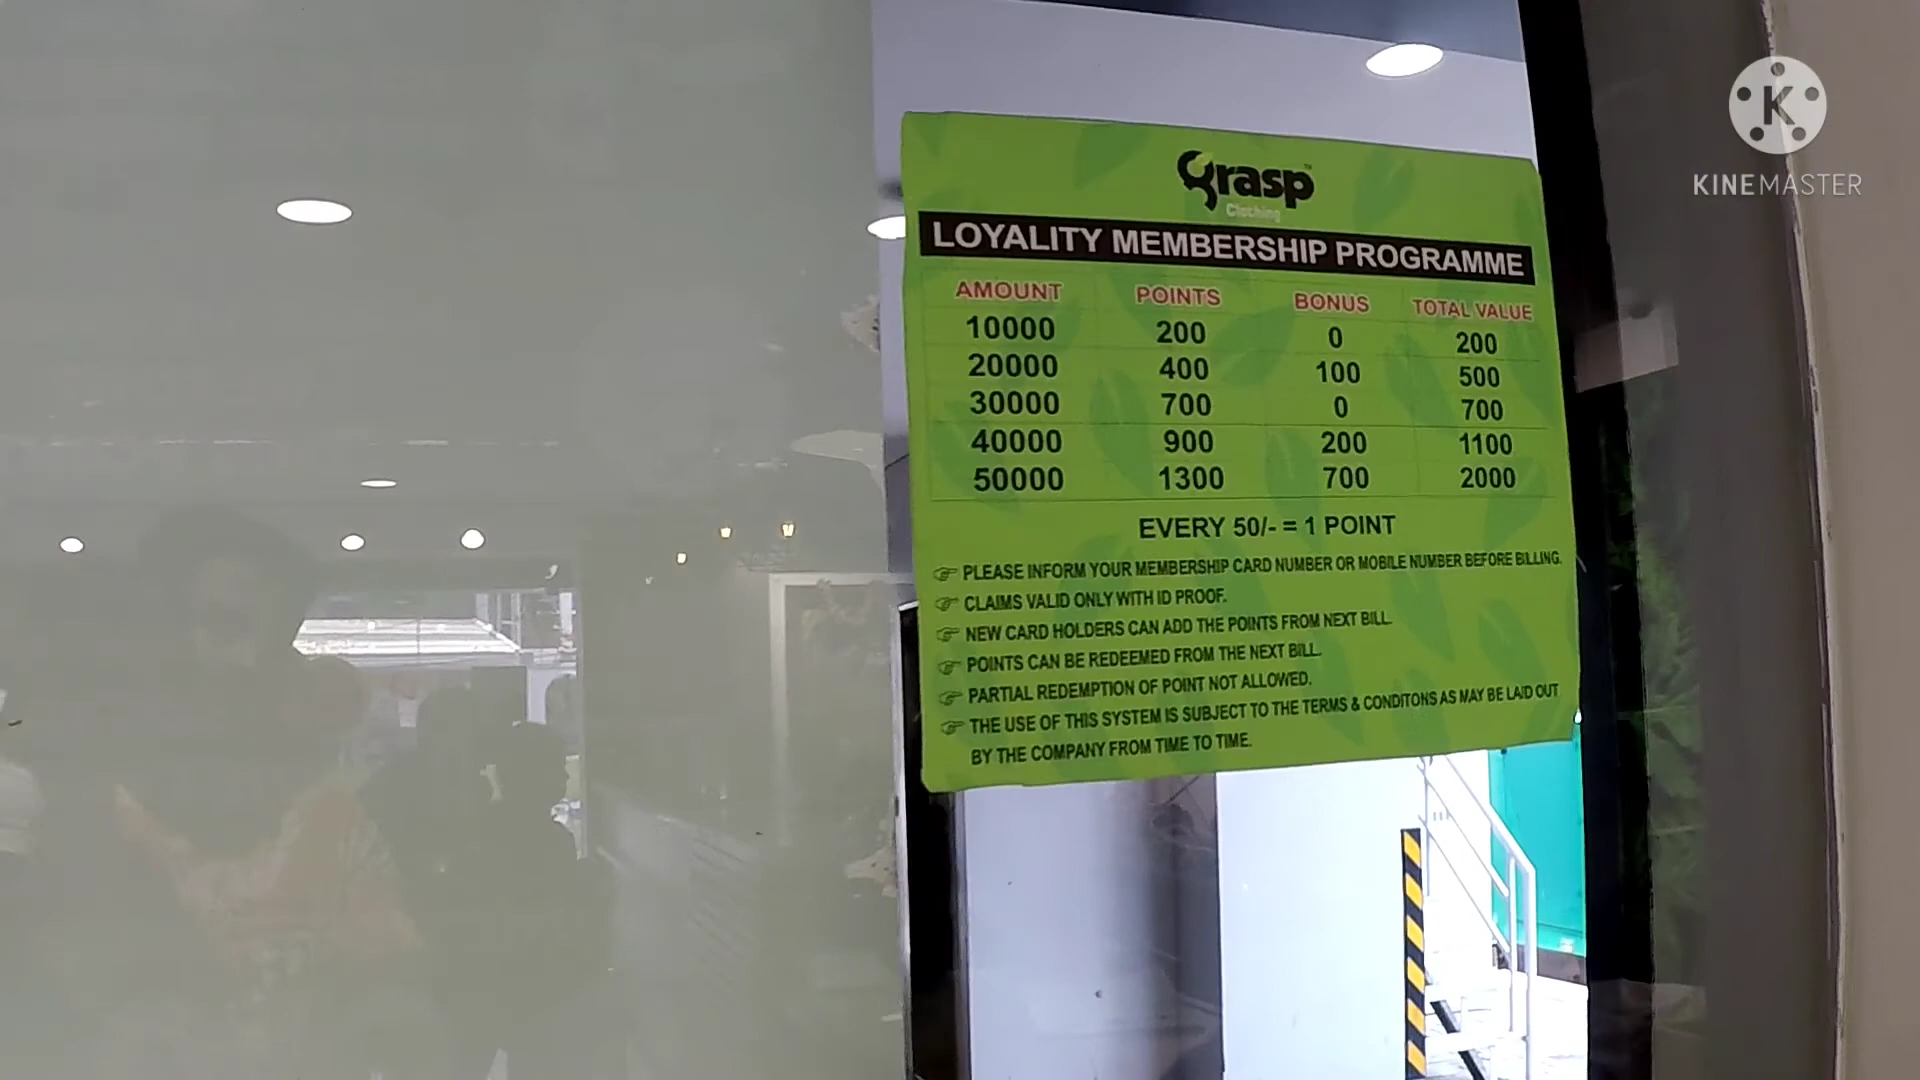 K
KINEMASTER
grasp
Clothing
LOYALITY MEMBERSHIP PROGRAMME
AMOUNT POINTS BONUS TOTAL VALUE
10000 200 0 200
20000 400 100 500
30000 700 0 700
40000 900 200 1100
50000 1300 700 2000
EVERY 50/- = 1 POINT
PLEASE INFORM YOUR MEMBERSHIP CARD NUMBER OR MOBILE NUMBER BEFORE BILLING.
CLAIMS VALID ONLY WITH ID PROOF.
NEW CARD HOLDERS CAN ADD THE POINTS FROM NEXT BILL.
POINTS CAN BE REDEEMED FROM THE NEXT BILL.
PARTIAL REDEMPTION OF POINT NOT ALLOWED.
THE USE OF THIS SYSTEM IS SUBJECT TO THE TERMS & CONDITONS AS MAY BE LAID OUT
BY THE COMPANY FROM TIME TO TIME.